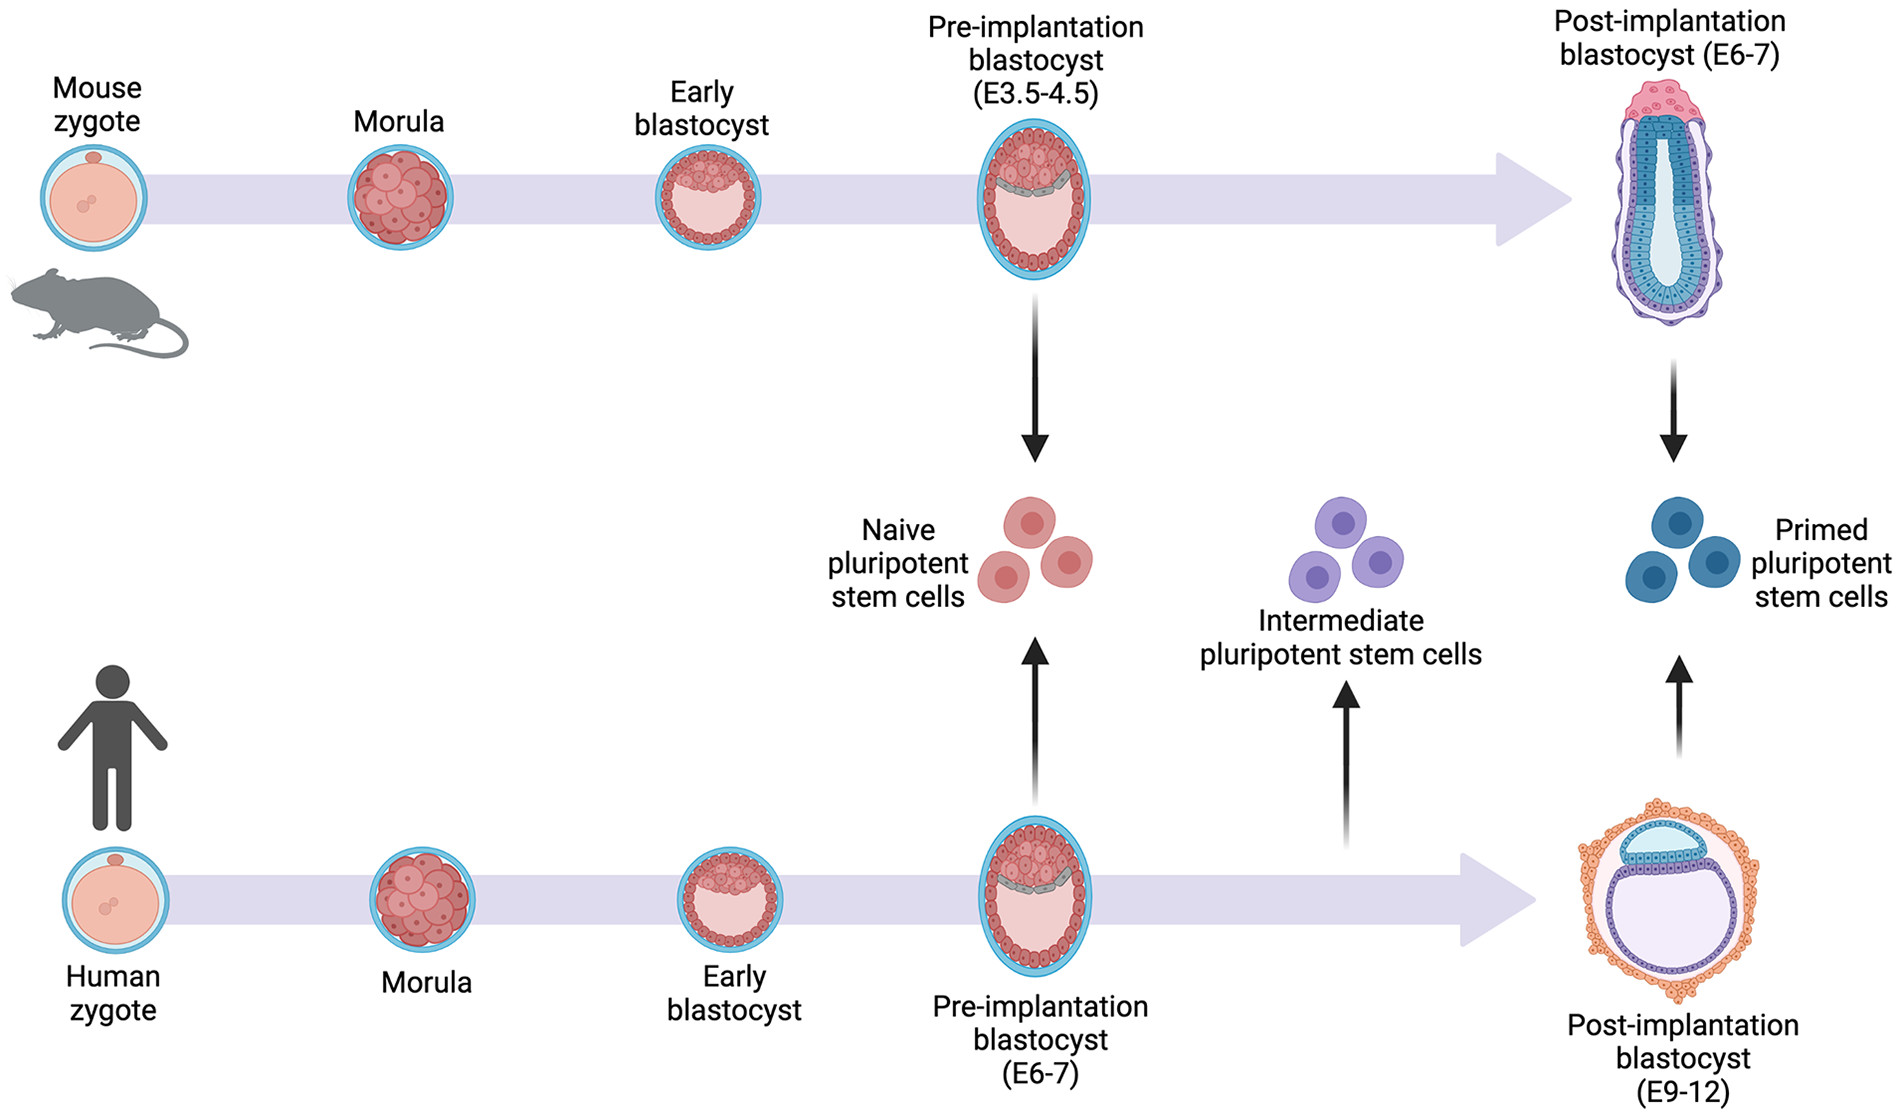 Mouse
zygote
Morula
Early
blastocyst
Pre-implantation
blastocyst
(E3.5-4.5)
Post-implantation
blastocyst (E6-7)
Naive
pluripotent
stem cells
Intermediate
pluripotent stem cells
Primed
pluripotent
stem cells
Human
zygote
Morula
Early
blastocyst
Pre-implantation
blastocyst
(E6-7)
Post-implantation
blastocyst
(E9-12)